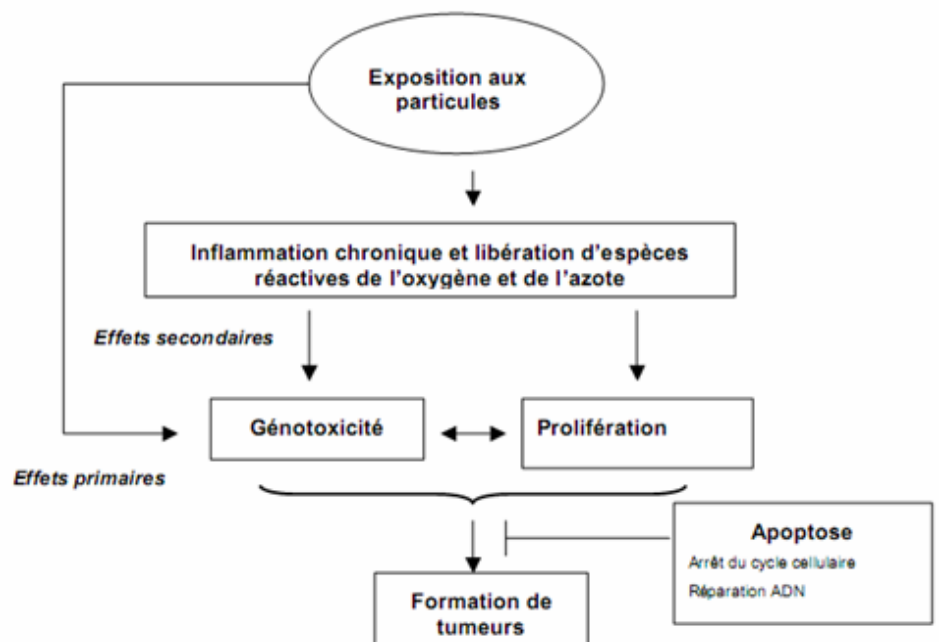 Exposition aux
particules
Inflammation chronique et libération d'espèces
réactives de l'oxygène et de l'azote
Effets secondaires
Génotoxicité
Prolifération
Effets primaires
Apoptose
Arrêt du cycle cellulaire
Réparation ADN
Formation de
tumeurs